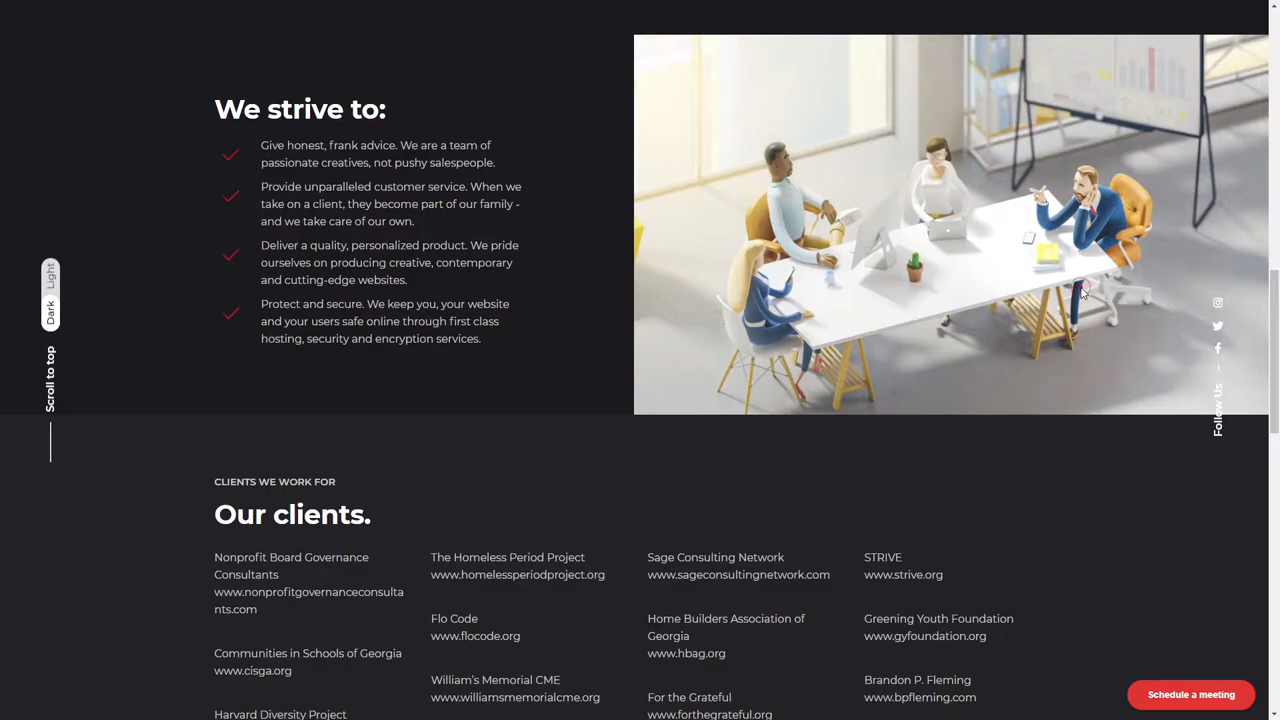 We strive to:
Give honest, frank advice. We are a team of
passionate creatives, not pushy salespeople.
Provide unparalleled customer service. When we
take on a client, they become part of our family -
and we take care of our own.
Deliver a quality, personalized product. We pride
ourselves on producing creative, contemporary
and cutting-edge websites.
Protect and secure. We keep you, your website
and your users safe online through first class
hosting, security and encryption services.
Light
Dark
Scroll to top
Follow Us
CLIENTS WE WORK FOR
Our clients.
Nonprofit Board Governance
Consultants
www.nonprofitgovernanceconsulta
nts.com
Communities in Schools of Georgia
www.cisga.org
Harvard Diversity Project
The Homeless Period Project
www.homelessperiodproject.org
Flo Code
www.flocode.org
William's Memorial CME
www.williamsmemorialcme.org
Sage Consulting Network
www.sageconsultingnetwork.com
Home Builders Association of
Georgia
www.hbag.org
For the Grateful
www.forthegrateful.org
STRIVE
www.strive.org
Greening Youth Foundation
www.gyfoundation.org
Brandon P. Fleming
www.bpfleming.com
Schedule a meeting